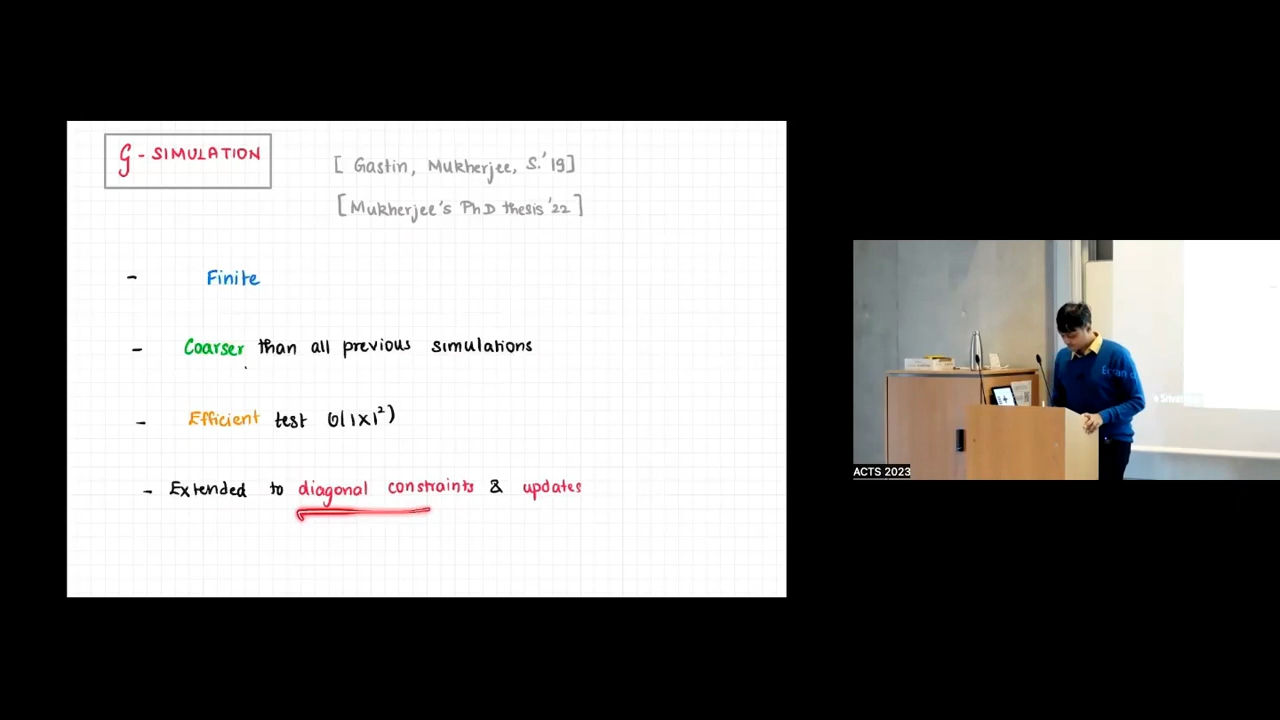 G - SIMULATION
[ Gastin, Mukherjee, S.'19]
[Mukherjee's PhD thesis '22]
- Finite
- Coarser than all previous simulations
- Efficient test O(|X|²)
- Extended to diagonal constraints & updates
ACTS 2023
Écran d